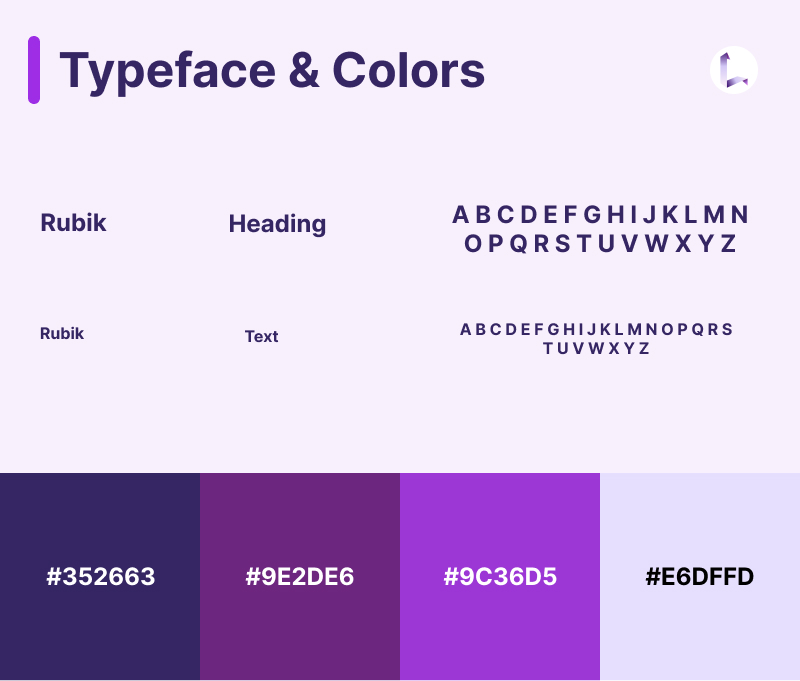 Typeface & Colors
Rubik
Heading
A B C D E F G H I J K L M N
O P Q R S T U V W X Y Z
Rubik
Text
A B C D E F G H I J K L M N O P Q R S
T U V W X Y Z
#352663
#9E2DE6
#9C36D5
#E6DFFD